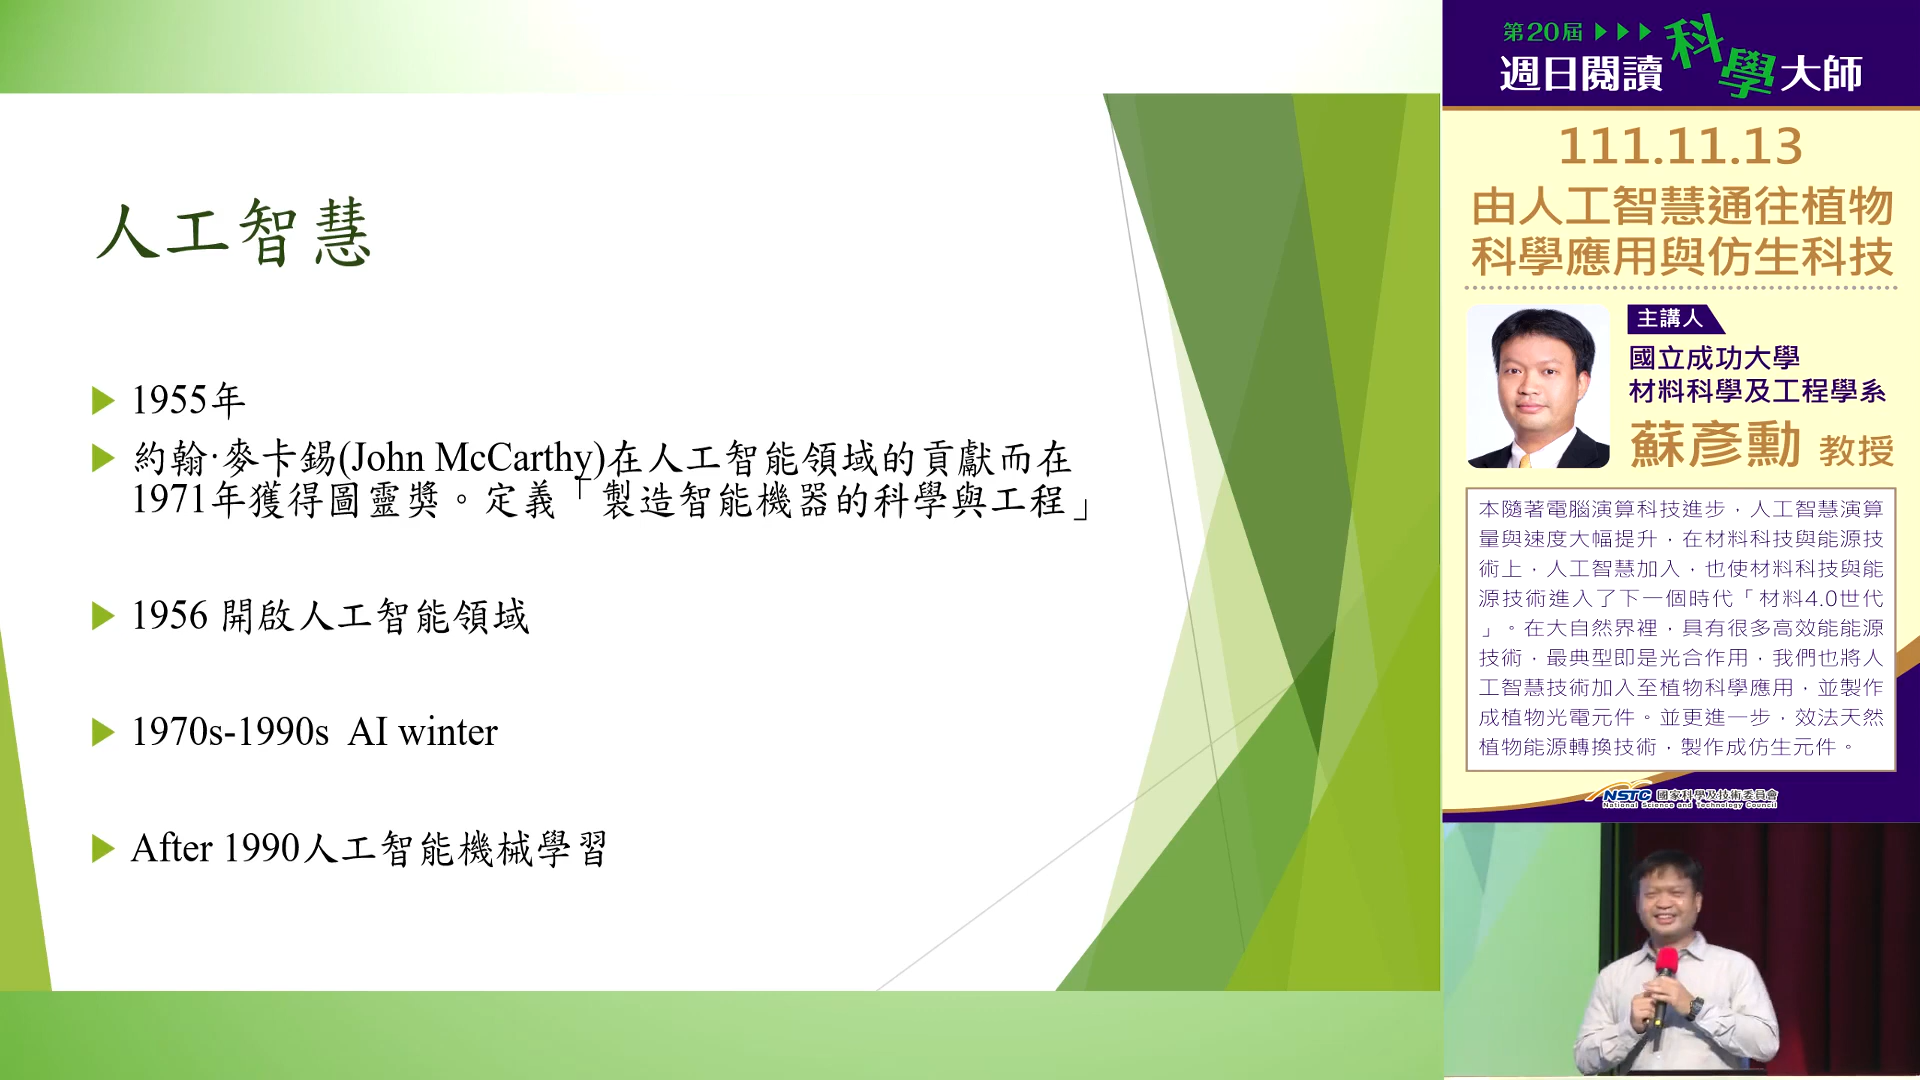 人工智慧
1955年
約翰·麥卡錫(John McCarthy)在人工智能領域的貢獻而在
1971年獲得圖靈獎。定義「製造智能機器的科學與工程」
1956 開啟人工智能領域
1970s-1990s AI winter
After 1990人工智能機械學習
第20屆
週日閱讀科學大師
111.11.13
由人工智慧通往植物
科學應用與仿生科技
主講人
國立成功大學
材料科學及工程學系
蘇彥勳 教授
本隨著電腦演算科技進步，人工智慧演算
量與速度大幅提升，在材料科技與能源技
術上，人工智慧加入，也使材料科技與能
源技術進入了下一個時代「材料4.0世代
」。在大自然界裡，具有很多高效能能源
技術，最典型即是光合作用，我們也將人
工智慧技術加入至植物科學應用，並製作
成植物光電元件。並更進一步，效法天然
植物能源轉換技術，製作成仿生元件。
NSTC 國家科學及技術委員會
National Science and Technology Council